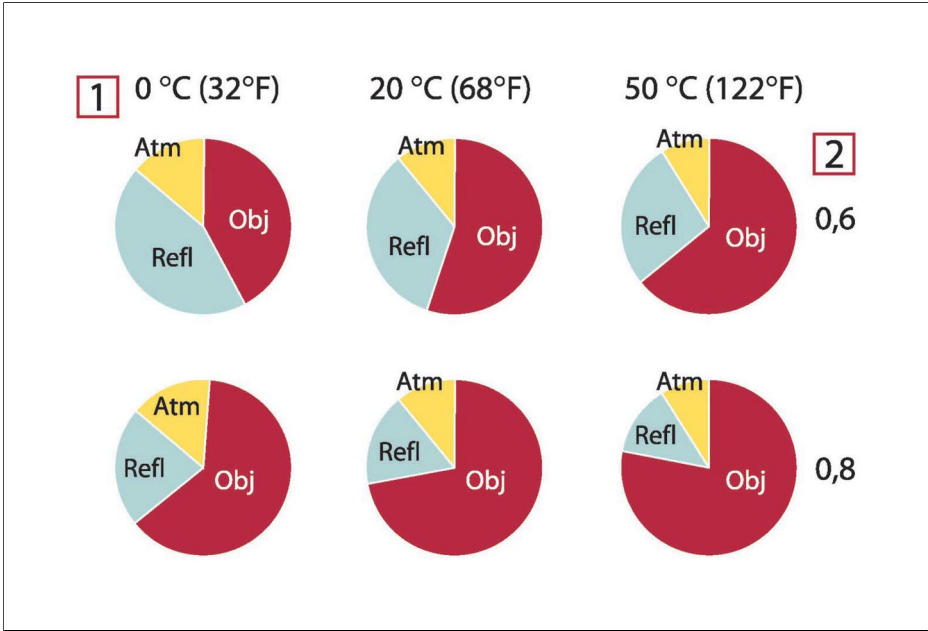 1 0 °C (32°F) 20 °C (68°F) 50 °C (122°F)
Atm Atm Atm
2
Obj Refl Obj Refl Obj Refl
0,6
Atm Atm Atm
Refl Obj Refl Obj Refl Obj
0,8